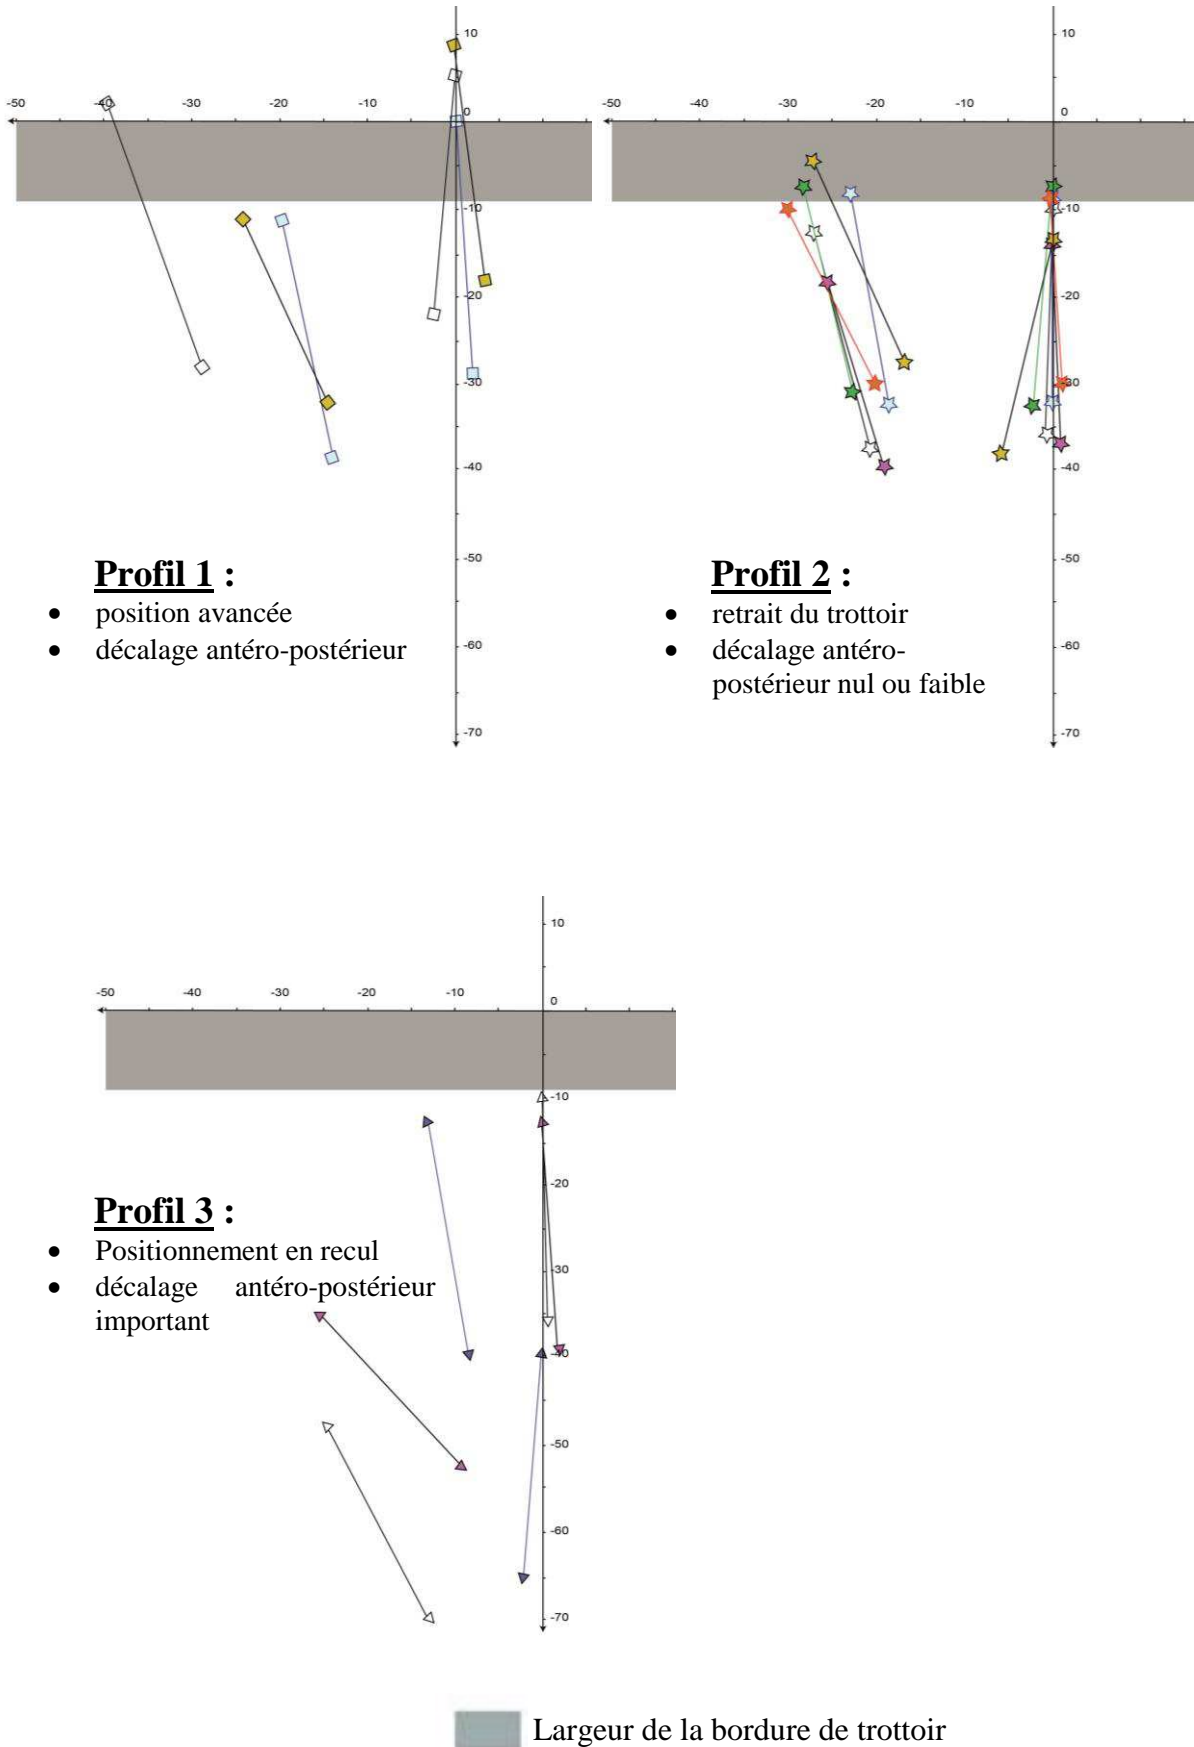 10
-50 -40 -30 -20 -10 0
-10
-20
-30
-40
-50
-60
-70
Profil 1 :
• position avancée
• décalage antéro-postérieur
10
-50 -40 -30 -20 -10 0
-10
-20
-30
-40
-50
-60
-70
Profil 2 :
• retrait du trottoir
• décalage antéro-
postérieur nul ou faible
10
-50 -40 -30 -20 -10 0
-10
-20
-30
-40
-50
-60
-70
Profil 3 :
• Positionnement en recul
• décalage antéro-postérieur
important
Largeur de la bordure de trottoir